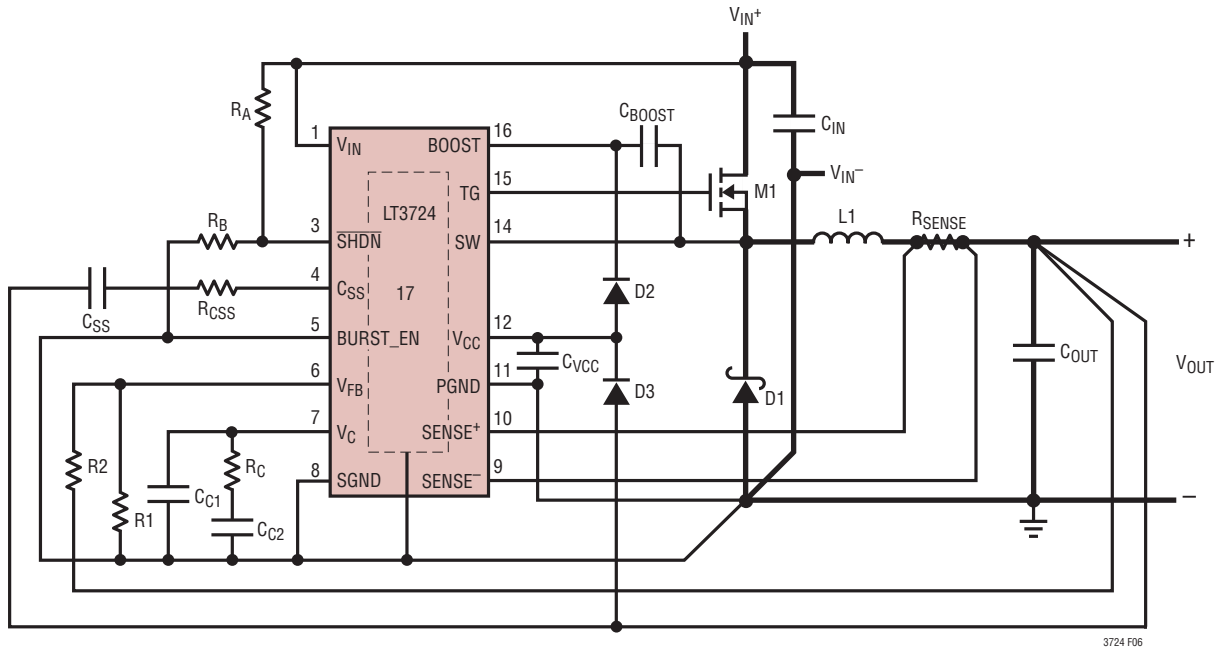 VIN+
RA
CBOOST
CIN
1
VIN
BOOST
16
VIN–
15
TG
M1
LT3724
RB
3
SHDN
SW
14
L1
RSENSE
+
4
CSS
17
D2
CSS
RCSS
5
BURST_EN
VCC
12
CVCC
COUT
VOUT
6
VFB
PGND
11
D3
D1
7
VC
SENSE+
10
R2
RC
8
SGND
SENSE–
9
–
CC1
R1
CC2
3724 F06